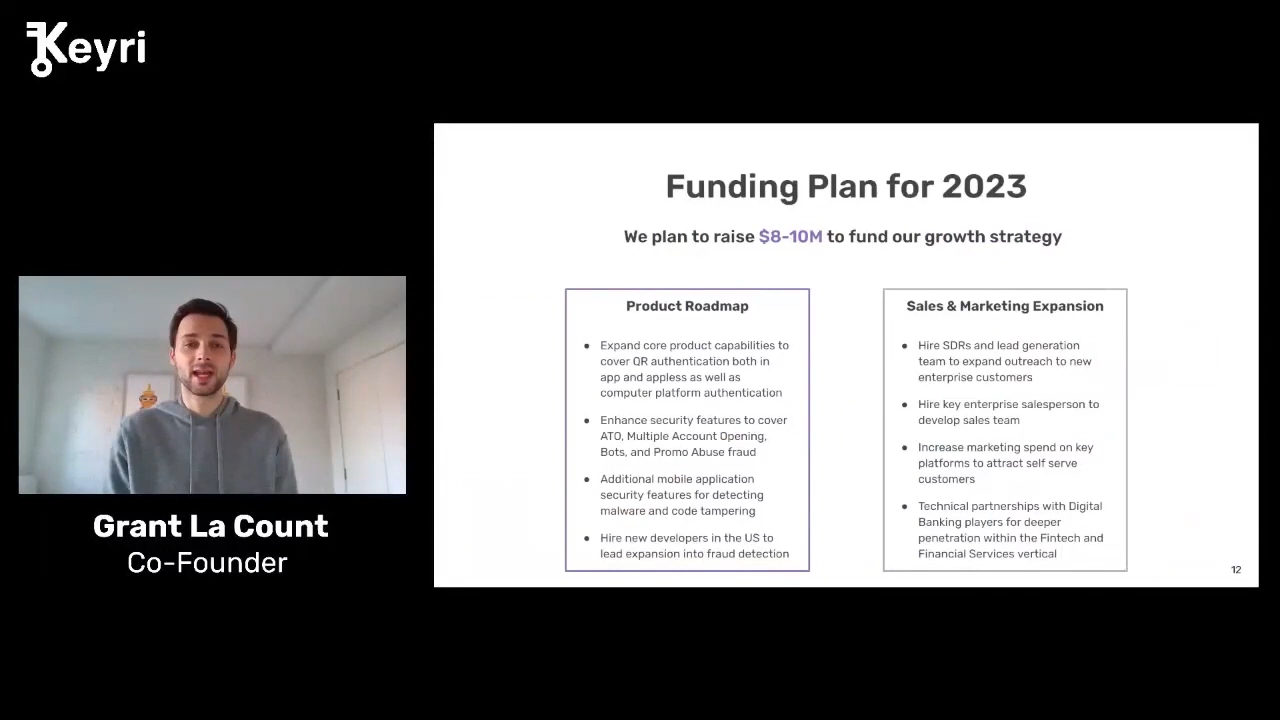 Keyri
Funding Plan for 2023
We plan to raise $8-10M to fund our growth strategy
Product Roadmap
● Expand core product capabilities to
cover QR authentication both in
app and appless as well as
computer platform authentication
● Enhance security features to cover
ATO, Multiple Account Opening,
Bots, and Promo Abuse fraud
● Additional mobile application
security features for detecting
malware and code tampering
● Hire new developers in the US to
lead expansion into fraud detection
Sales & Marketing Expansion
● Hire SDRs and lead generation
team to expand outreach to new
enterprise customers
● Hire key enterprise salesperson to
develop sales team
● Increase marketing spend on key
platforms to attract self serve
customers
● Technical partnerships with Digital
Banking players for deeper
penetration within the Fintech and
Financial Services vertical
12
Grant La Count
Co-Founder